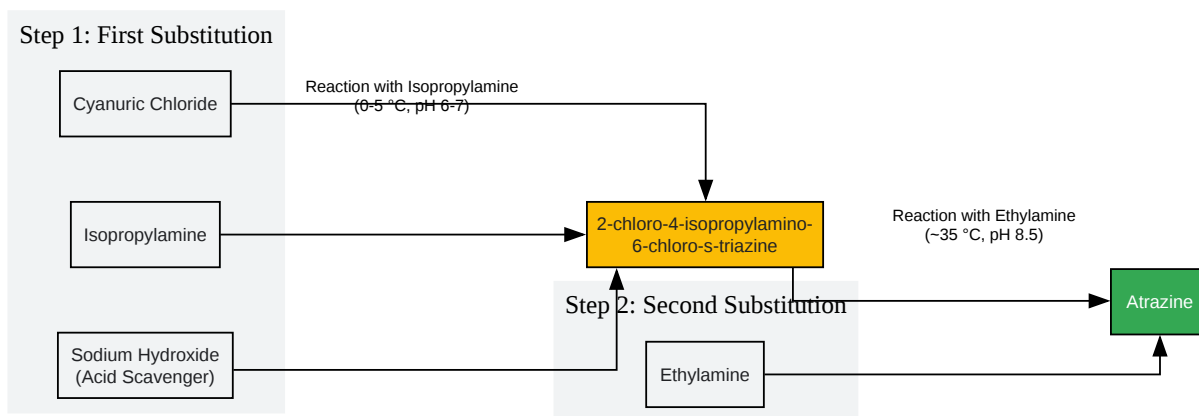 Step 1: First Substitution
Cyanuric Chloride
Reaction with Isopropylamine
(0-5 °C, pH 6-7)
Isopropylamine
2-chloro-4-isopropylamino-
6-chloro-s-triazine
Reaction with Ethylamine
(~35 °C, pH 8.5)
Step 2: Second Substitution
Atrazine
Sodium Hydroxide
(Acid Scavenger)
Ethylamine